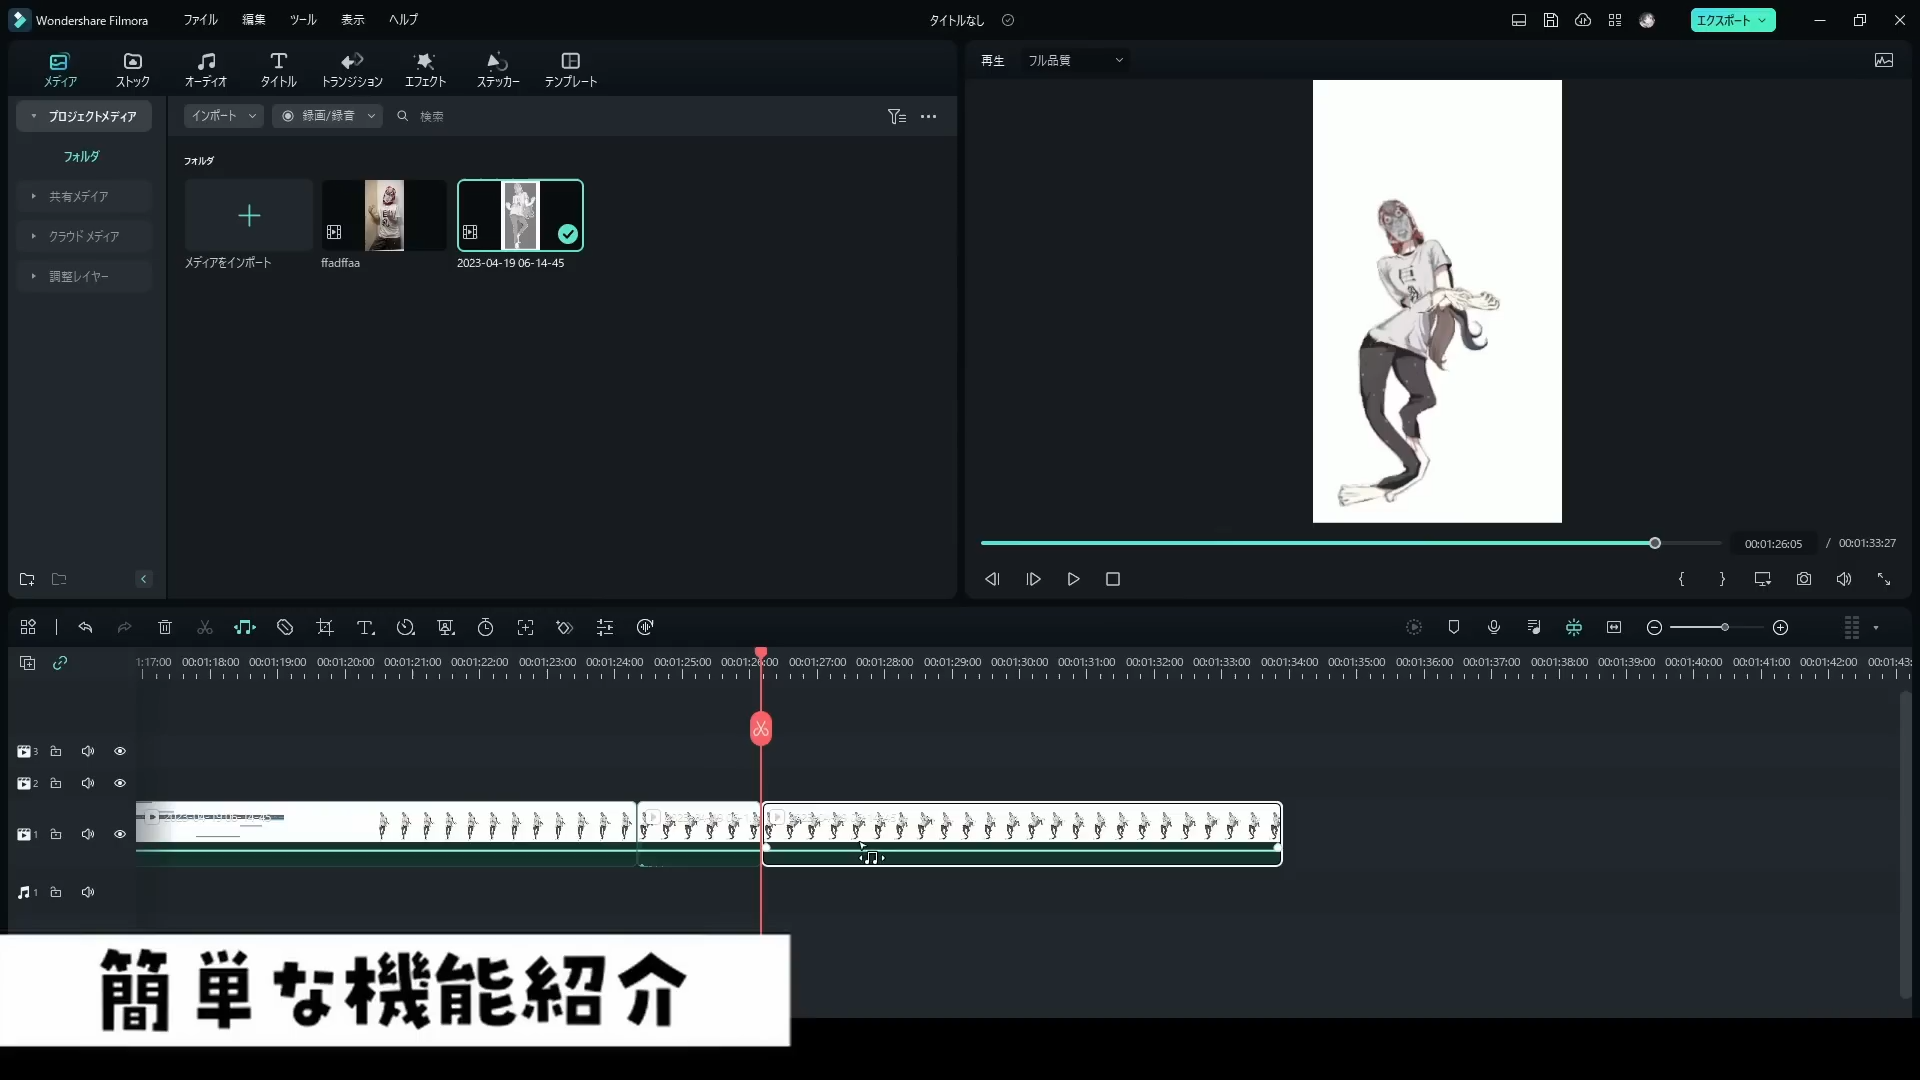 Wondershare Filmora ファイル 編集 ツール 表示 ヘルプ タイトルなし エクスポート
メディア ストック オーディオ タイトル トランジション エフェクト ステッカー テンプレート
再生 フル品質
プロジェクトメディア
フォルダ
共有メディア
クラウド メディア
調整レイヤー
インポート 録画/録音 検索
フォルダ
メディアをインポート ffadffaa 2023-04-19 06-14-45
00:01:26:05 / 00:01:33:27
1:17:00 00:01:18:00 00:01:19:00 00:01:20:00 00:01:21:00 00:01:22:00 00:01:23:00 00:01:24:00 00:01:25:00 00:01:26:00 00:01:27:00 00:01:28:00 00:01:29:00 00:01:30:00 00:01:31:00 00:01:32:00 00:01:33:00 00:01:34:00 00:01:35:00 00:01:36:00 00:01:37:00 00:01:38:00 00:01:39:00 00:01:40:00 00:01:41:00 00:01:42:00 00:01:43:
3
2
2023-04-19 06-14-45
1
1
簡単な機能紹介